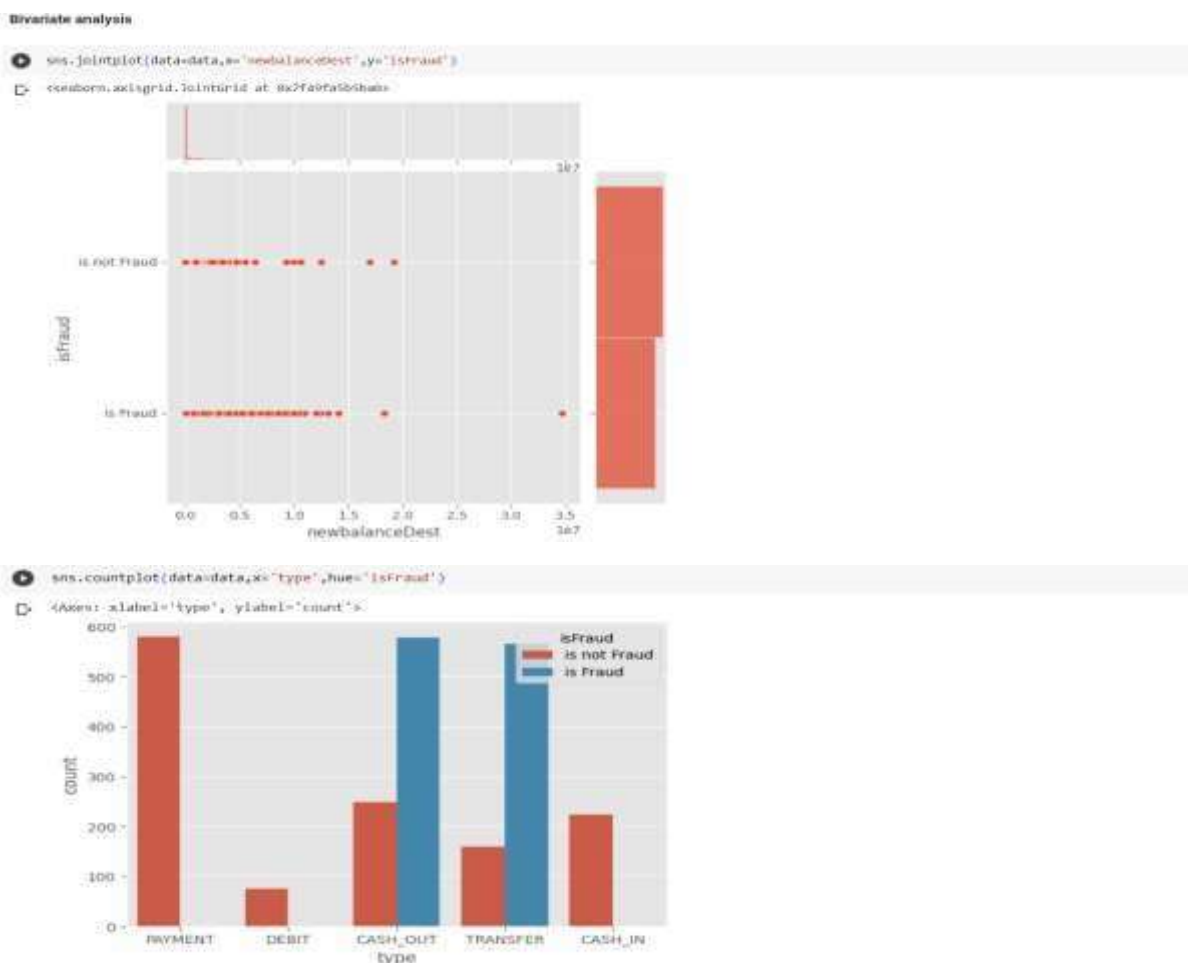 Bivariate analysis
sns.jointplot(data=data,x='newbalanceDest',y='isFraud')
<seaborn.axisgrid.JointGrid at
1e7
is not Fraud
isFraud
is Fraud
0.0 0.5 1.0 1.5 2.0 2.5 3.0 3.5
newbalanceDest 1e7
sns.countplot(data=data,x='type',hue='isFraud')
<Axes: xlabel='type', ylabel='count'>
600
isFraud
is not Fraud
is Fraud
500
400
300
count
200
100
0
PAYMENT DEBIT CASH_OUT TRANSFER CASH_IN
type